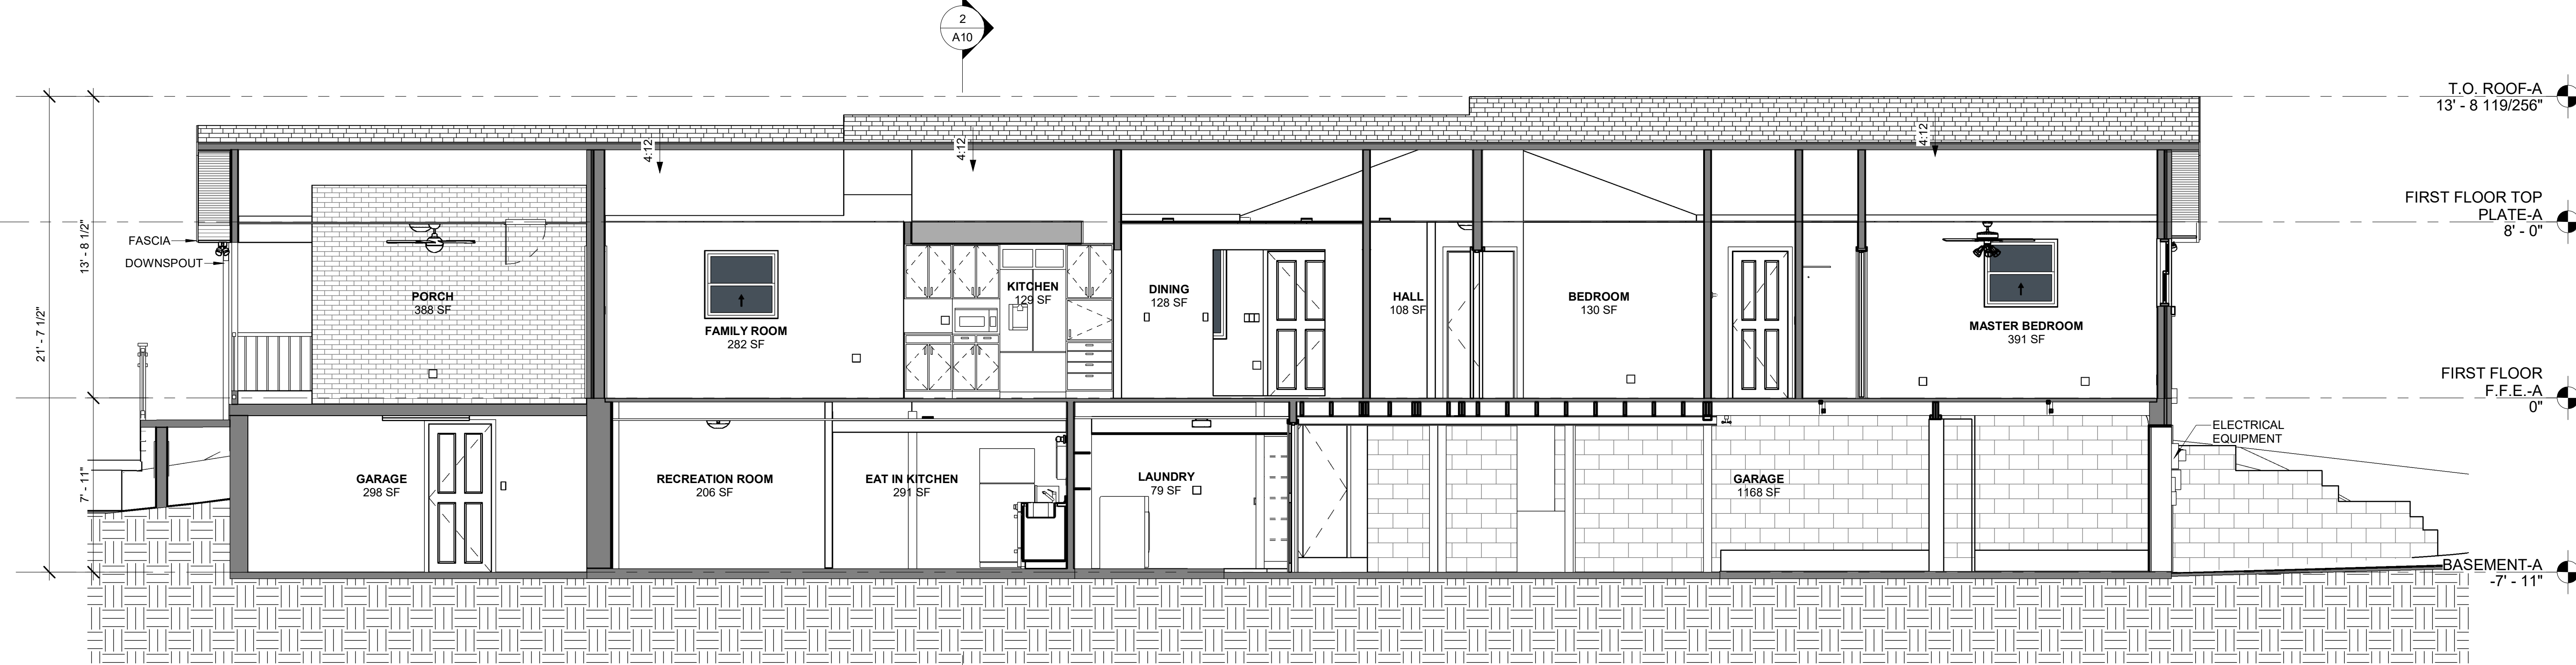 2
A10
T.O. ROOF-A
13' - 8 119/256"
4:12
4:12
4:12
FIRST FLOOR TOP
PLATE-A
8' - 0"
FASCIA
DOWNSPOUT
13' - 8 1/2"
21' - 7 1/2"
7' - 11"
PORCH
388 SF
FAMILY ROOM
282 SF
KITCHEN
129 SF
DINING
128 SF
HALL
108 SF
BEDROOM
130 SF
MASTER BEDROOM
391 SF
FIRST FLOOR
F.F.E.-A
0"
ELECTRICAL
EQUIPMENT
GARAGE
298 SF
RECREATION ROOM
206 SF
EAT IN KITCHEN
291 SF
LAUNDRY
79 SF
GARAGE
1168 SF
BASEMENT-A
-7' - 11"